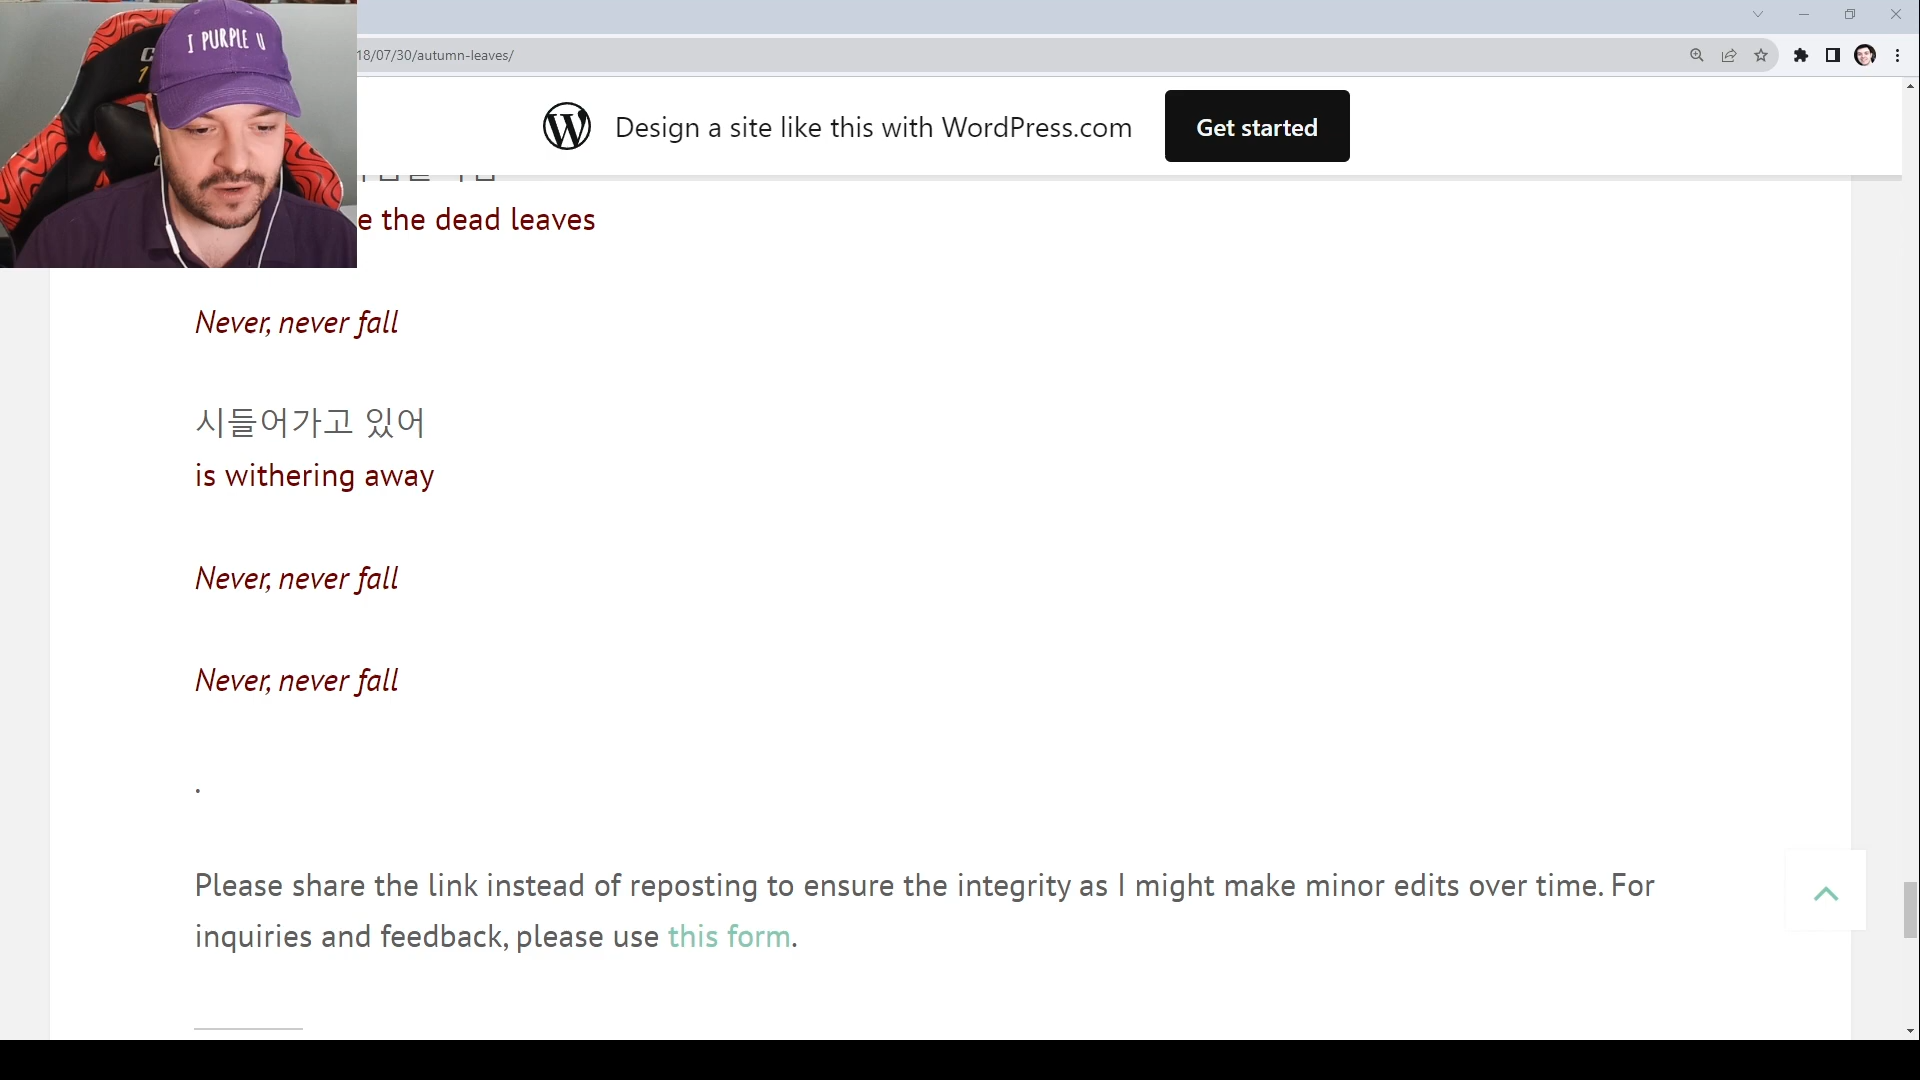 I PURPLE U
18/07/30/autumn-leaves/
Design a site like this with WordPress.com
Get started
e the dead leaves
Never, never fall
시들어가고 있어
is withering away
Never, never fall
Never, never fall
.
Please share the link instead of reposting to ensure the integrity as I might make minor edits over time. For
inquiries and feedback, please use this form.